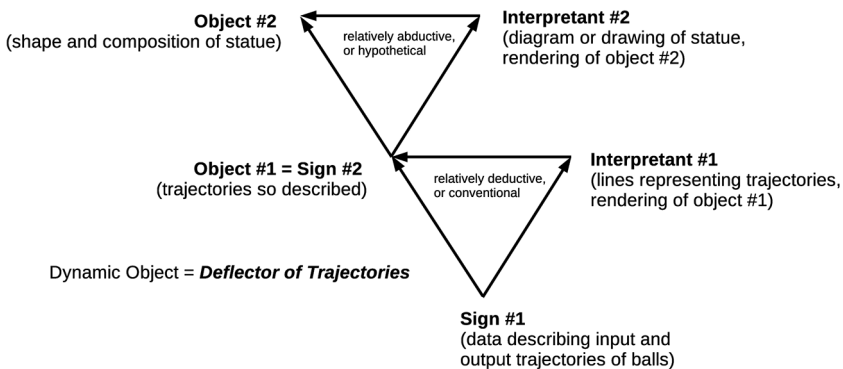 Object #2
(shape and composition of statue)
relatively abductive,
or hypothetical
Interpretant #2
(diagram or drawing of statue,
rendering of object #2)
Object #1 = Sign #2
(trajectories so described)
relatively deductive,
or conventional
Interpretant #1
(lines representing trajectories,
rendering of object #1)
Dynamic Object = Deflector of Trajectories
Sign #1
(data describing input and
output trajectories of balls)